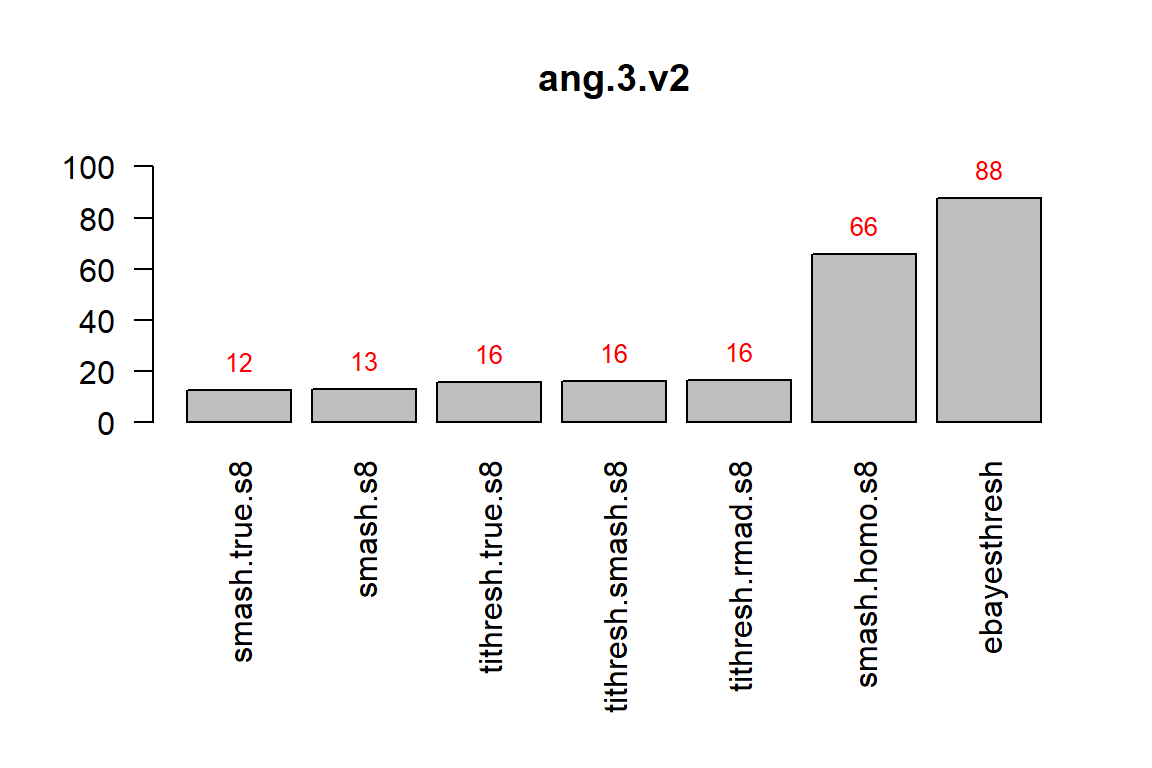 ang.3.v2
100
80
60
40
20
0
12
13
16
16
16
66
88
smash.true.s8
smash.s8
tithresh.true.s8
tithresh.smash.s8
tithresh.rmad.s8
smash.homo.s8
ebayesthresh